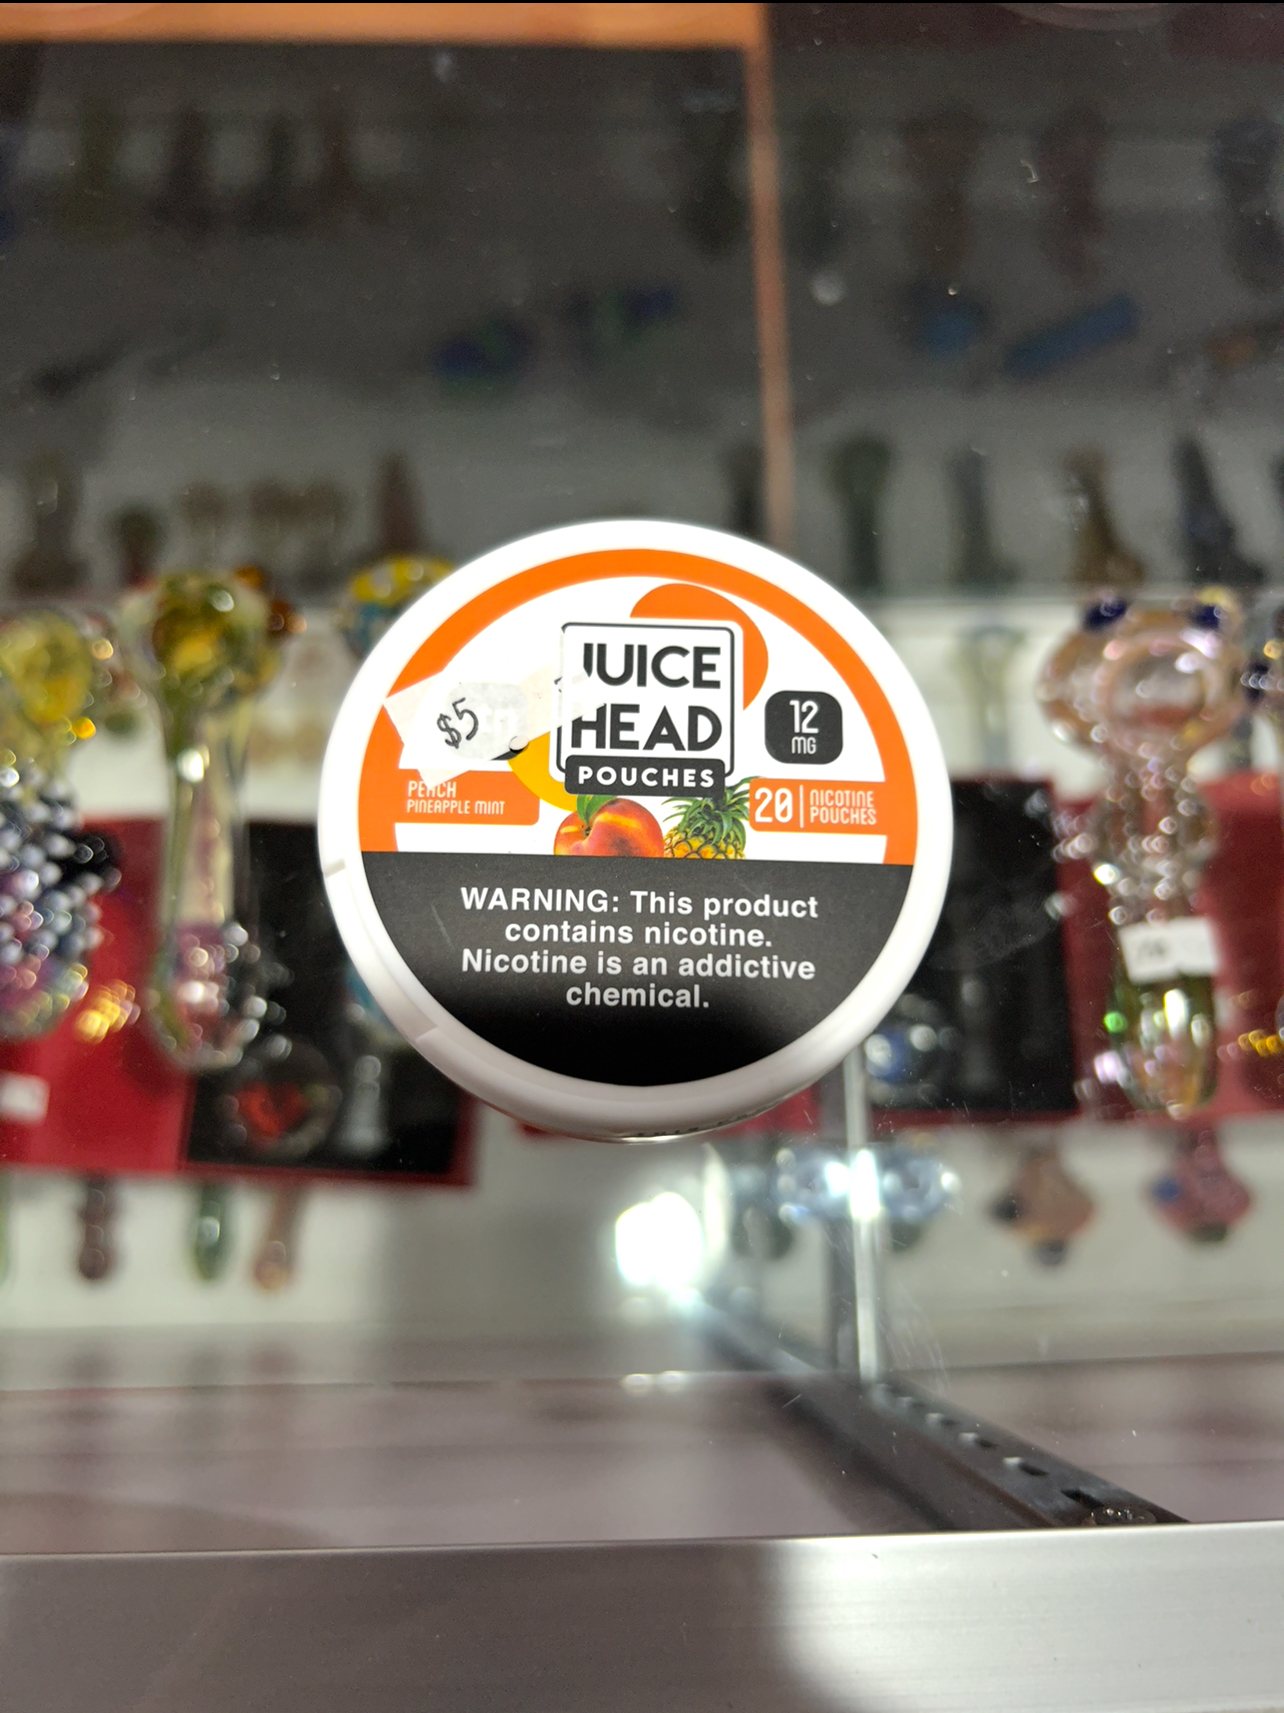 JUICE
HEAD
POUCHES
12
MG
$5
PEACH
PINEAPPLE MINT
20 NICOTINE
POUCHES
WARNING: This product
contains nicotine.
Nicotine is an addictive
chemical.